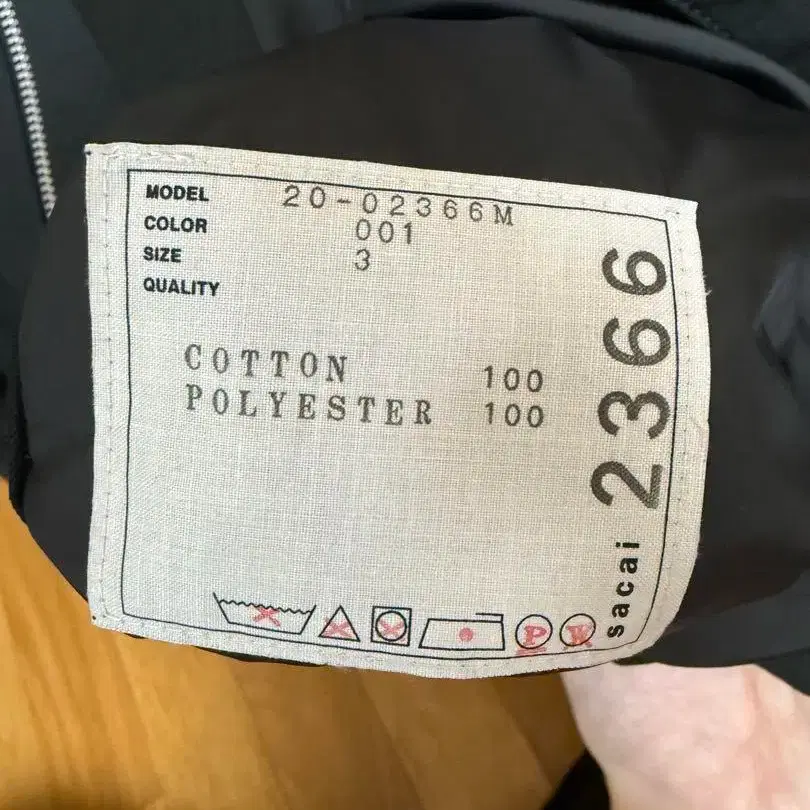 MODEL 20-02366M
COLOR 001
SIZE 3
QUALITY
COTTON 100
POLYESTER 100
P W
sacai 2366